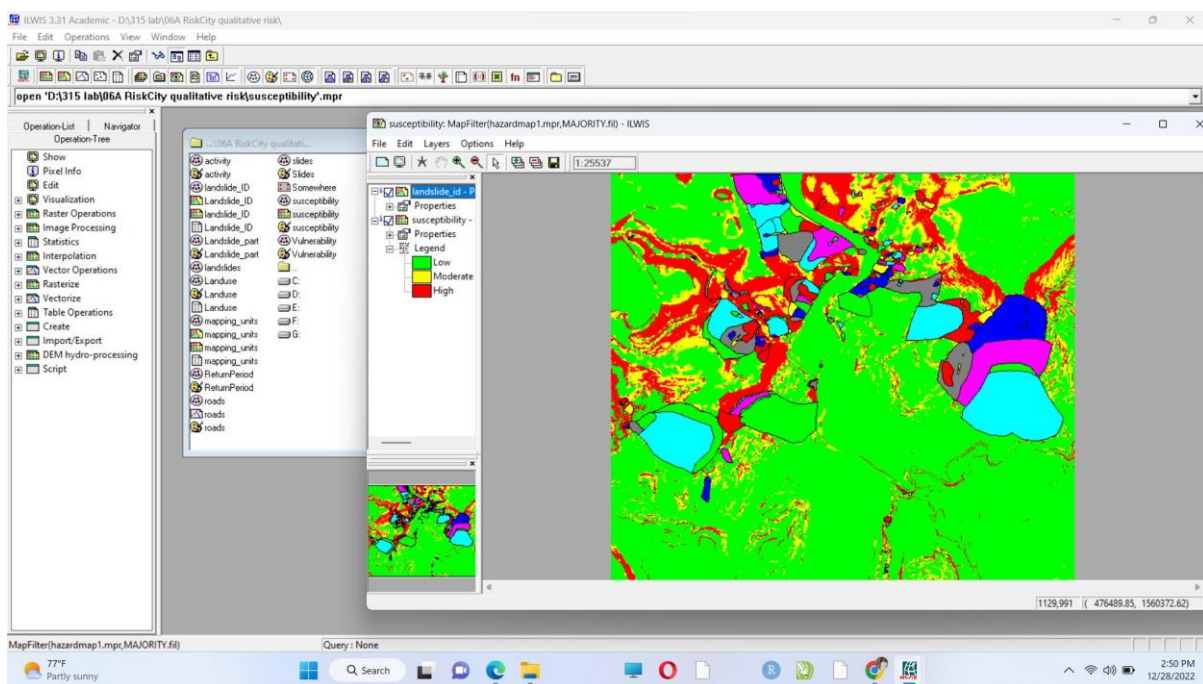 ILWIS 3.31 Academic - D:\315 lab\06A RiskCity qualitative risk\
File Edit Operations View Window Help
open 'D:\315 lab\06A RiskCity qualitative risk\susceptibility'.mpr
Operation-List Navigator
Operation-Tree
Show
Pixel Info
Edit
Visualization
Raster Operations
Image Processing
Statistics
Interpolation
Vector Operations
Rasterize
Vectorize
Table Operations
Create
Import/Export
DEM hydro-processing
Script
...\06A RiskCity qualitati...
activity
activity
landslide_ID
Landslide_ID
landslide_ID
Landslide_ID
Landslide_part
Landslide_part
landslides
Landuse
Landuse
Landuse
mapping_units
mapping_units
mapping_units
mapping_units
ReturnPeriod
ReturnPeriod
roads
roads
roads
slides
Slides
Somewhere
susceptibility
susceptibility
susceptibility
Vulnerability
Vulnerability
..
C:
D:
E:
F:
G:
susceptibility: MapFilter(hazardmap1.mpr,MAJORITY.fil) - ILWIS
File Edit Layers Options Help
1:25537
landslide_id - P
Properties
susceptibility -
Properties
Legend
Low
Moderate
High
1129,991 ( 476489.85, 1560372.62)
MapFilter(hazardmap1.mpr,MAJORITY.fil) Query : None
77°F
Partly sunny
Search
2:50 PM
12/28/2022